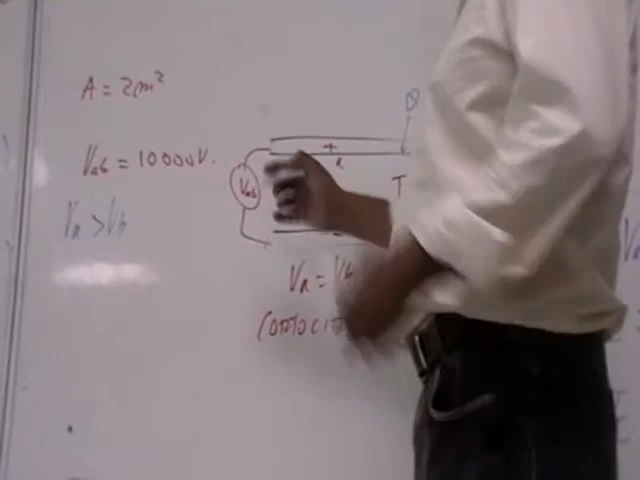 A = 2m²
Vab = 10000V.
Va > Vb
Vab
+
a
T
Va = Vb